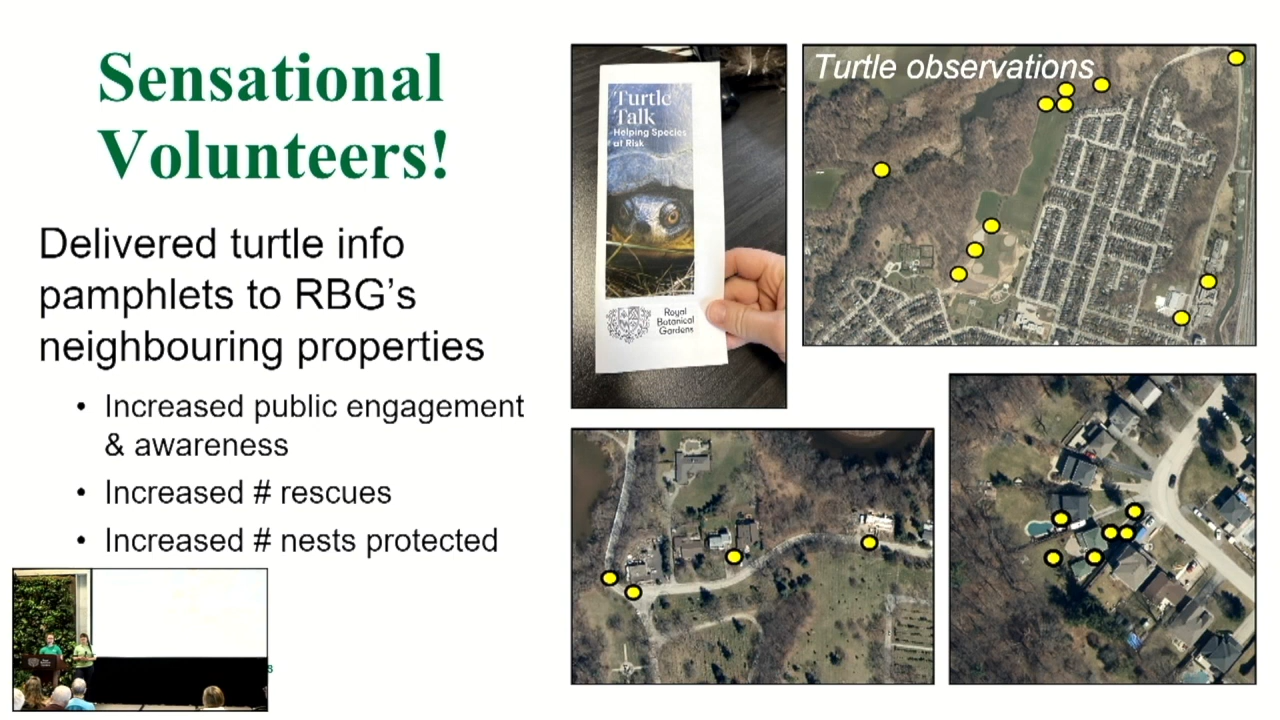 Sensational
Volunteers!
Delivered turtle info
pamphlets to RBG's
neighbouring properties
• Increased public engagement
& awareness
• Increased # rescues
• Increased # nests protected
Turtle
Talk
Helping Species
at Risk
Royal
Botanical
Gardens
Turtle observations